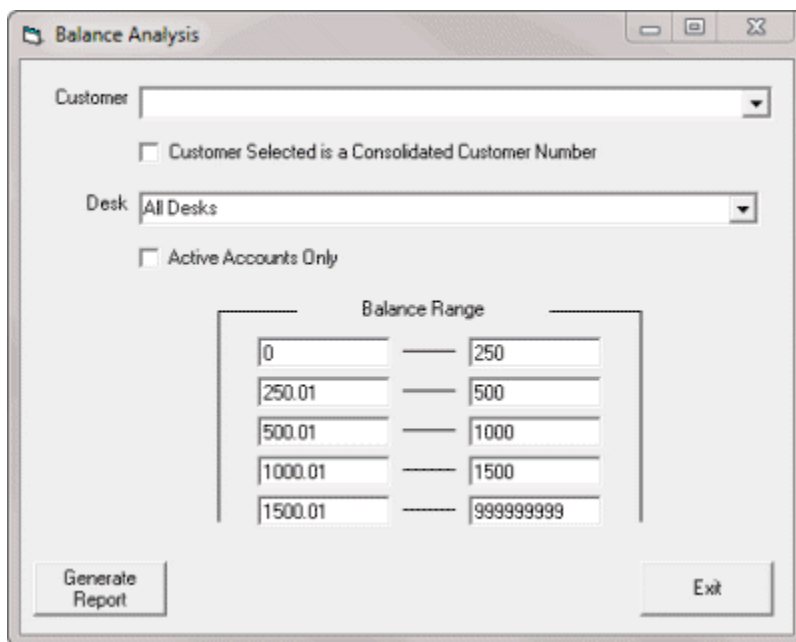 Balance Analysis
Customer
Customer Selected is a Consolidated Customer Number
Desk All Desks
Active Accounts Only
Balance Range
0 250
250.01 500
500.01 1000
1000.01 1500
1500.01 999999999
Generate
Report
Exit